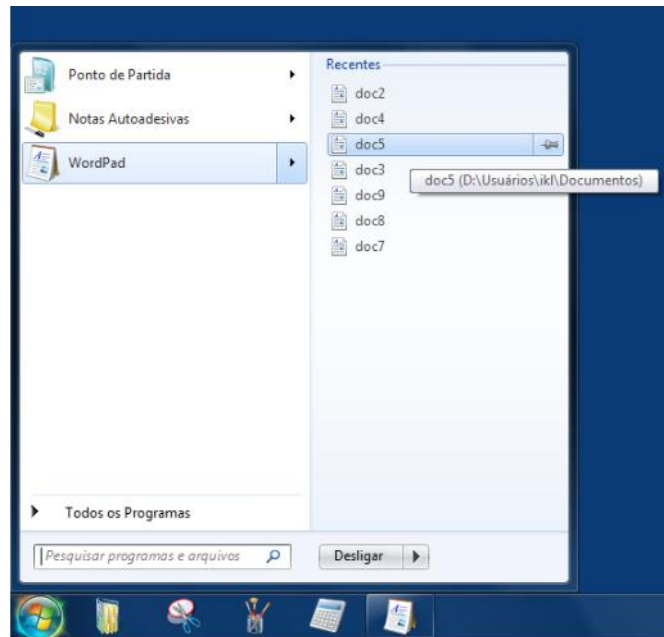 Ponto de Partida
Notas Autoadesivas
WordPad
Todos os Programas
Pesquisar programas e arquivos
Recentes
doc2
doc4
doc5
doc3
doc5 (D:\Usuários\ikl\Documentos)
doc9
doc8
doc7
Desligar